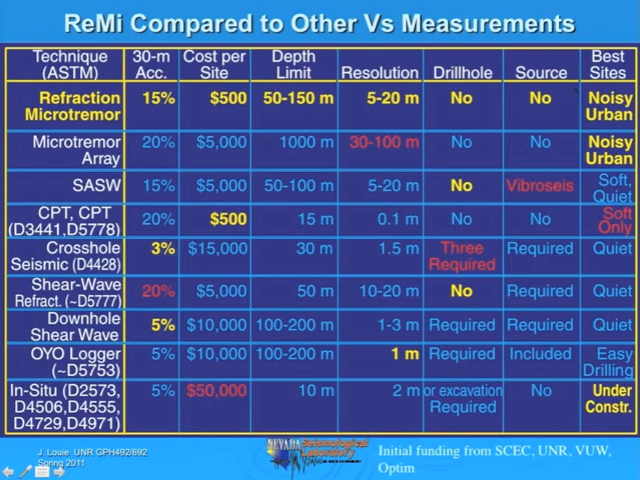 ReMi Compared to Other Vs Measurements
Technique (ASTM) 30-m Acc. Cost per Site Depth Limit Resolution Drillhole Source Best Sites
Refraction Microtremor 15% $500 50-150 m 5-20 m No No Noisy Urban
Microtremor Array 20% $5,000 1000 m 30-100 m No No Noisy Urban
SASW 15% $5,000 50-100 m 5-20 m No Vibroseis Soft, Quiet
CPT, CPT (D3441,D5778) 20% $500 15 m 0.1 m No No Soft Only
Crosshole Seismic (D4428) 3% $15,000 30 m 1.5 m Three Required Required Quiet
Shear-Wave Refract. (~D5777) 20% $5,000 50 m 10-20 m No Required Quiet
Downhole Shear Wave 5% $10,000 100-200 m 1-3 m Required Required Quiet
OYO Logger (~D5753) 5% $10,000 100-200 m 1 m Required Included Easy Drilling
In-Situ (D2573, D4506,D4555, D4729,D4971) 5% $50,000 10 m 2 m or excavation Required No Under Constr.
J. Louie UNR GPH492/692
Spring 2011
NEVADA Seismological
Laboratory
Initial funding from SCEC, UNR, VUW,
Optim